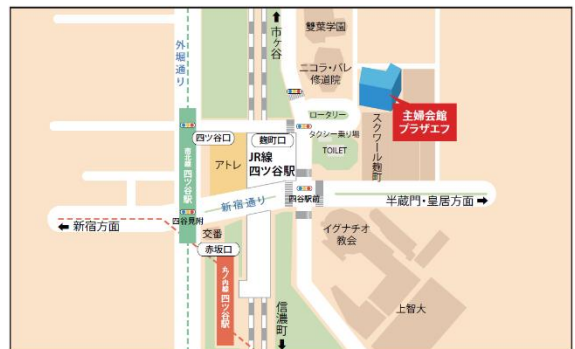 双葉学園
市ヶ谷
外堀通り
ニコラ・バレ
修道院
ロータリー
主婦会館
プラザエフ
スクワール麹町
四ツ谷口
麹町口
タクシー乗り場
TOILET
南北線 四ツ谷駅
アトレ
JR線
四ツ谷駅
新宿通り
四谷駅前
半蔵門・皇居方面
四谷見附
新宿方面
交番
赤坂口
イグナチオ
教会
丸ノ内線 四ツ谷駅
信濃町
上智大